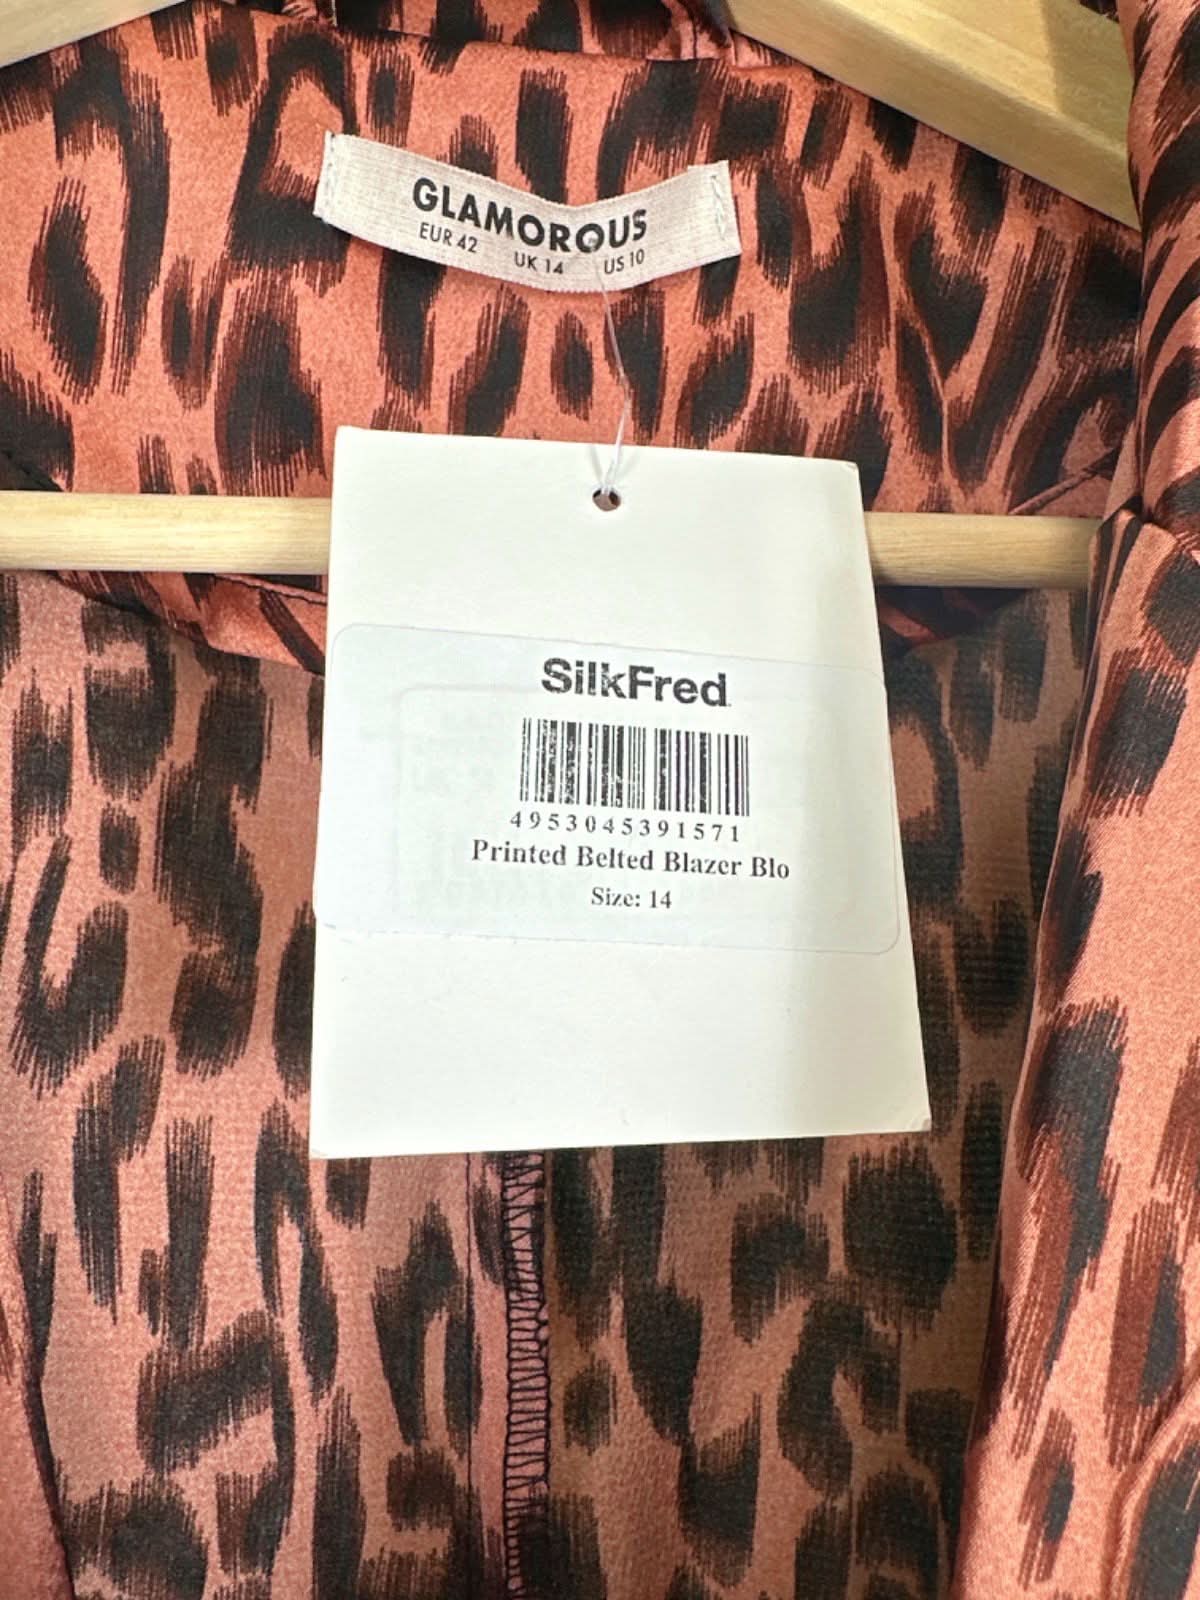 GLAMOROUS
EUR 42 UK 14 US 10
SilkFred
4953045391571
Printed Belted Blazer Blo
Size: 14